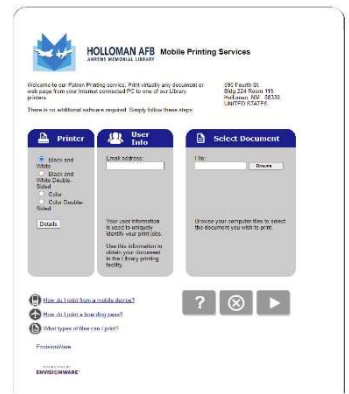 HOLLOMAN AFB Mobile Printing Services
AHRENS MEMORIAL LIBRARY
Welcome to our Patron Printing service. Print virtually any document or
web page from your Internet connected PC to one of our Library
printers.
There is no additional software required. Simply follow these steps:
596 Fourth St.
Bldg 224 Room 199
Holloman NM 88330
UNITED STATES
Printer
Black and
White
Black and
White Double-
Sided
Color
Color Double-
Sided
Details
User
Info
Email address:
Your user information
is used to uniquely
identify your print jobs.
Use this information to
obtain your document
in the Library printing
facility.
Select Document
File:
Browse
Browse your computer files to select
the document you wish to print.
How do I print from a mobile device?
How do I print a boarding pass?
What types of files can I print?
EnvisionWare
ENVISIONWARE